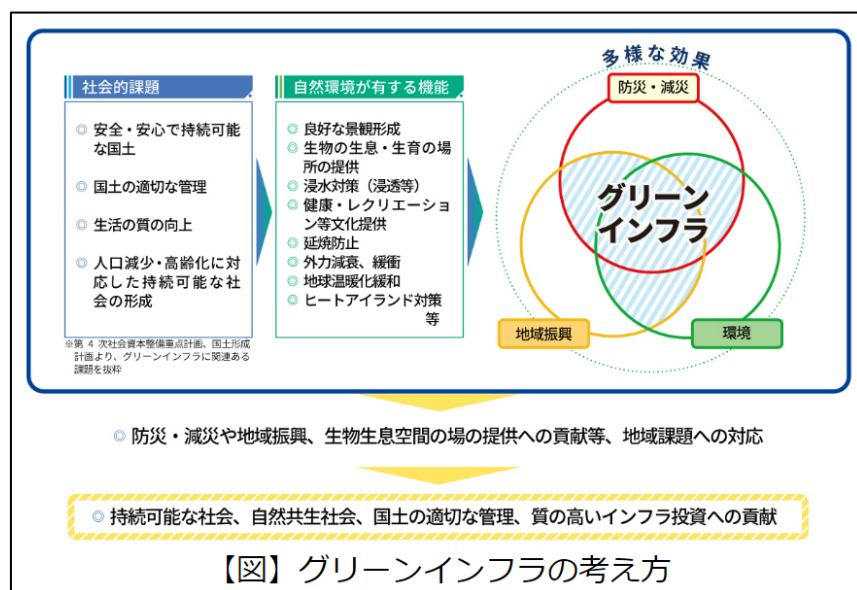 社会的課題
◎ 安全・安心で持続可能
な国土
◎ 国土の適切な管理
◎ 生活の質の向上
◎ 人口減少・高齢化に対
応した持続可能な社
会の形成
※第 4 次社会資本整備重点計画、国土形成
計画より、グリーンインフラに関連ある
課題を抜粋
自然環境が有する機能
◎ 良好な景観形成
◎ 生物の生息・生育の場
所の提供
◎ 浸水対策（浸透等）
◎ 健康・レクリエーショ
ン等文化提供
◎ 延焼防止
◎ 外力減衰、緩衝
◎ 地球温暖化緩和
◎ ヒートアイランド対策
等
多様な効果
防災・減災
グリーン
インフラ
地域振興
環境
◎ 防災・減災や地域振興、生物生息空間の場の提供への貢献等、地域課題への対応
◎ 持続可能な社会、自然共生社会、国土の適切な管理、質の高いインフラ投資への貢献
【図】グリーンインフラの考え方